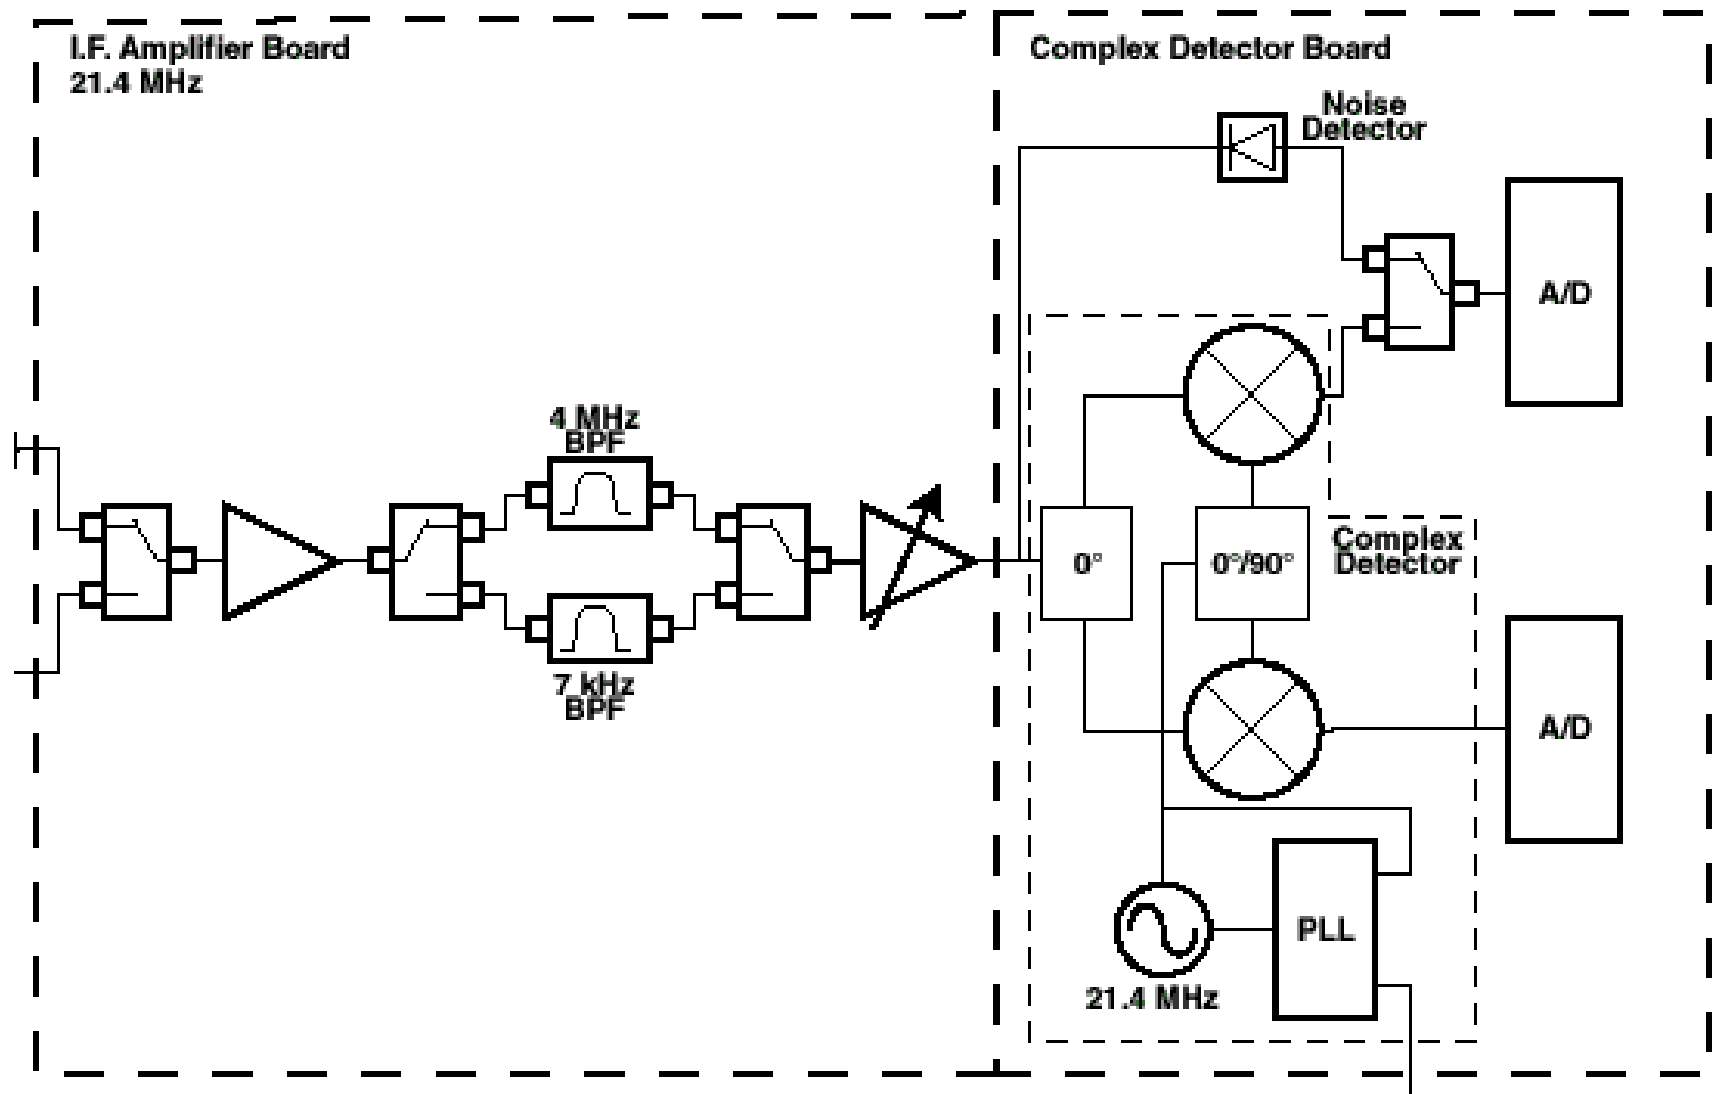 I.F. Amplifier Board
21.4 MHz
Complex Detector Board
Noise
Detector
A/D
4 MHz
BPF
7 kHz
BPF
0°
0°/90°
Complex
Detector
A/D
PLL
21.4 MHz